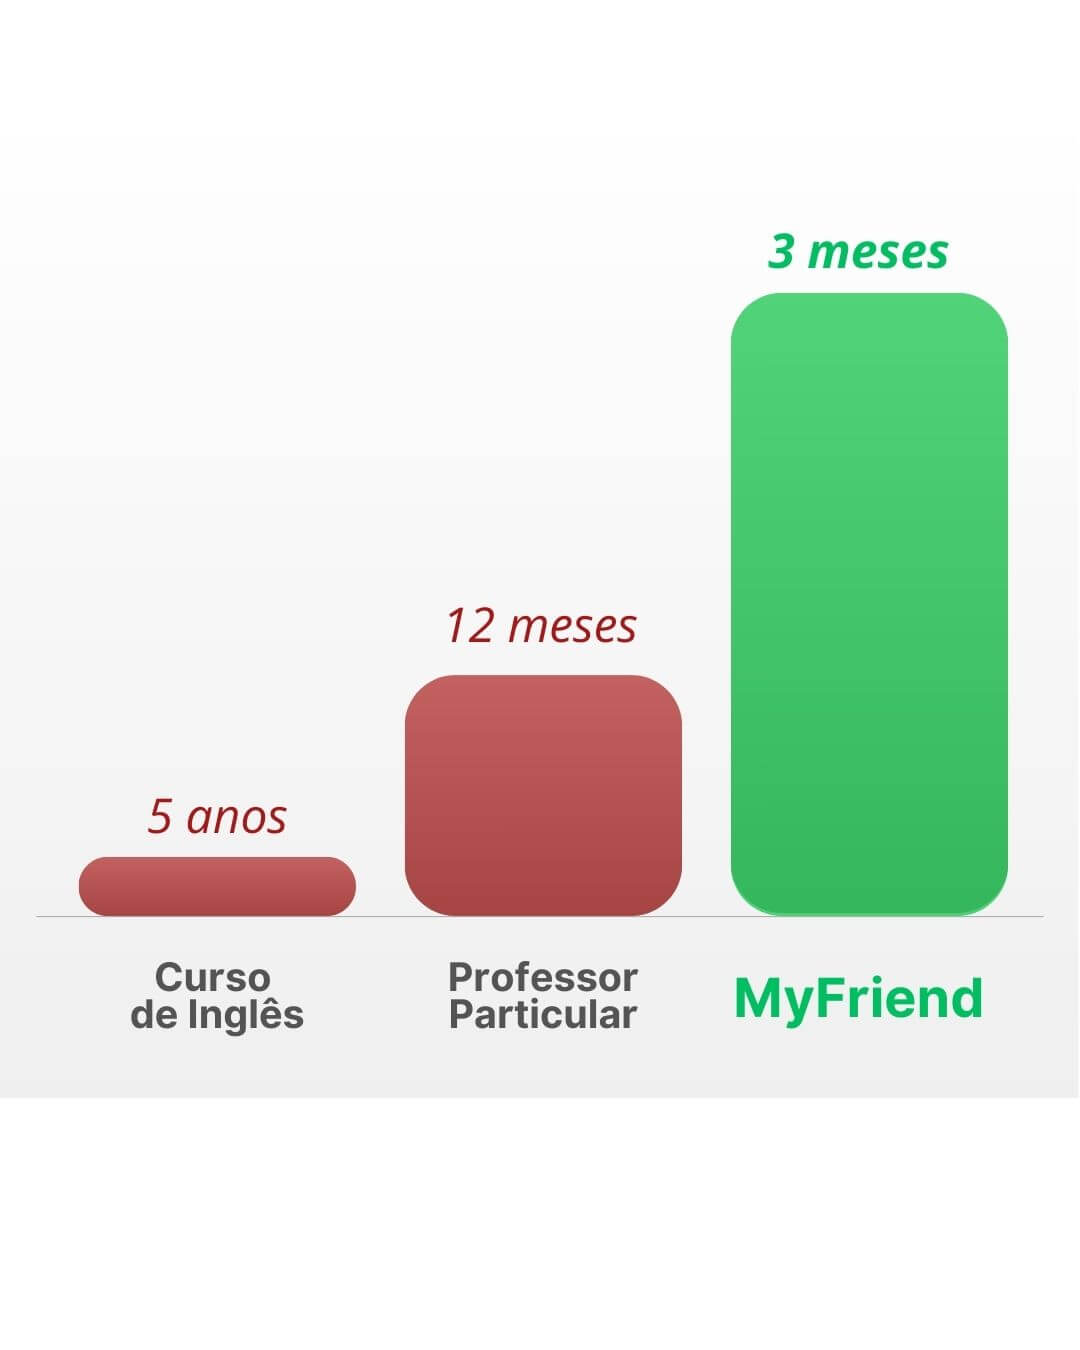 3 meses
12 meses
5 anos
Curso
de Inglês
Professor
Particular
MyFriend